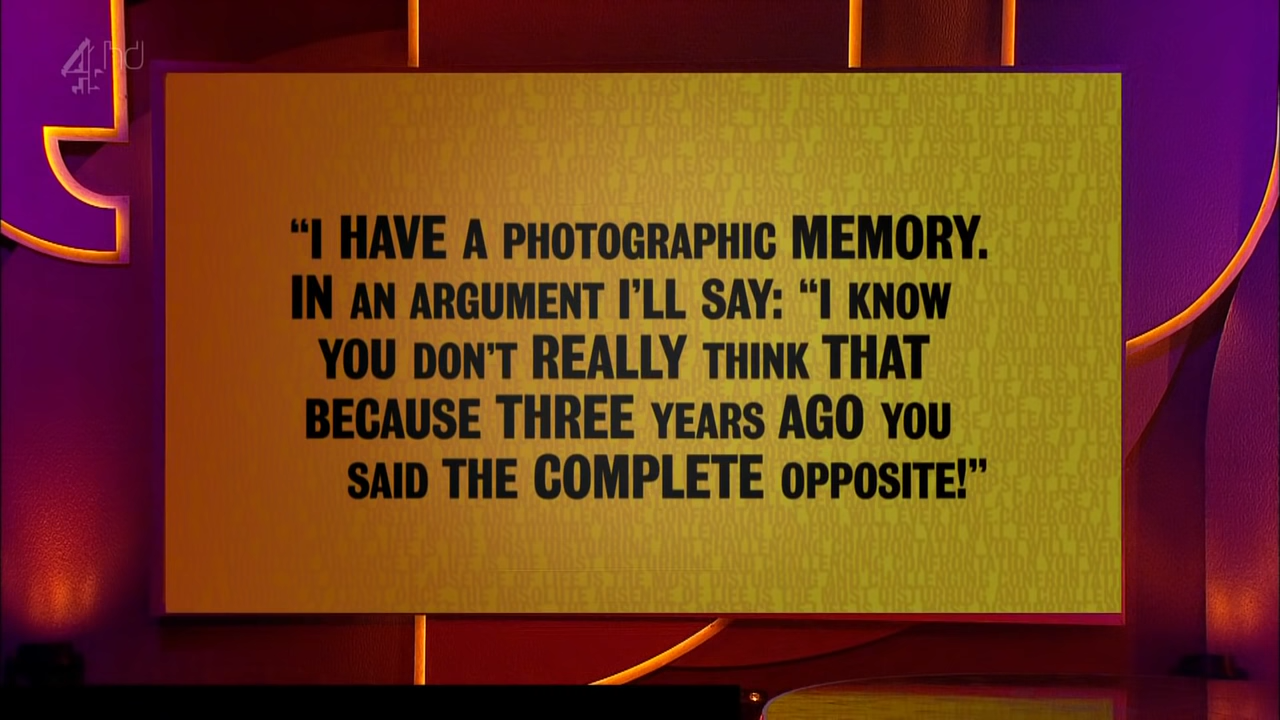 4hd
“I HAVE A PHOTOGRAPHIC MEMORY.
IN AN ARGUMENT I’LL SAY: “I KNOW
YOU DON’T REALLY THINK THAT
BECAUSE THREE YEARS AGO YOU
SAID THE COMPLETE OPPOSITE!”